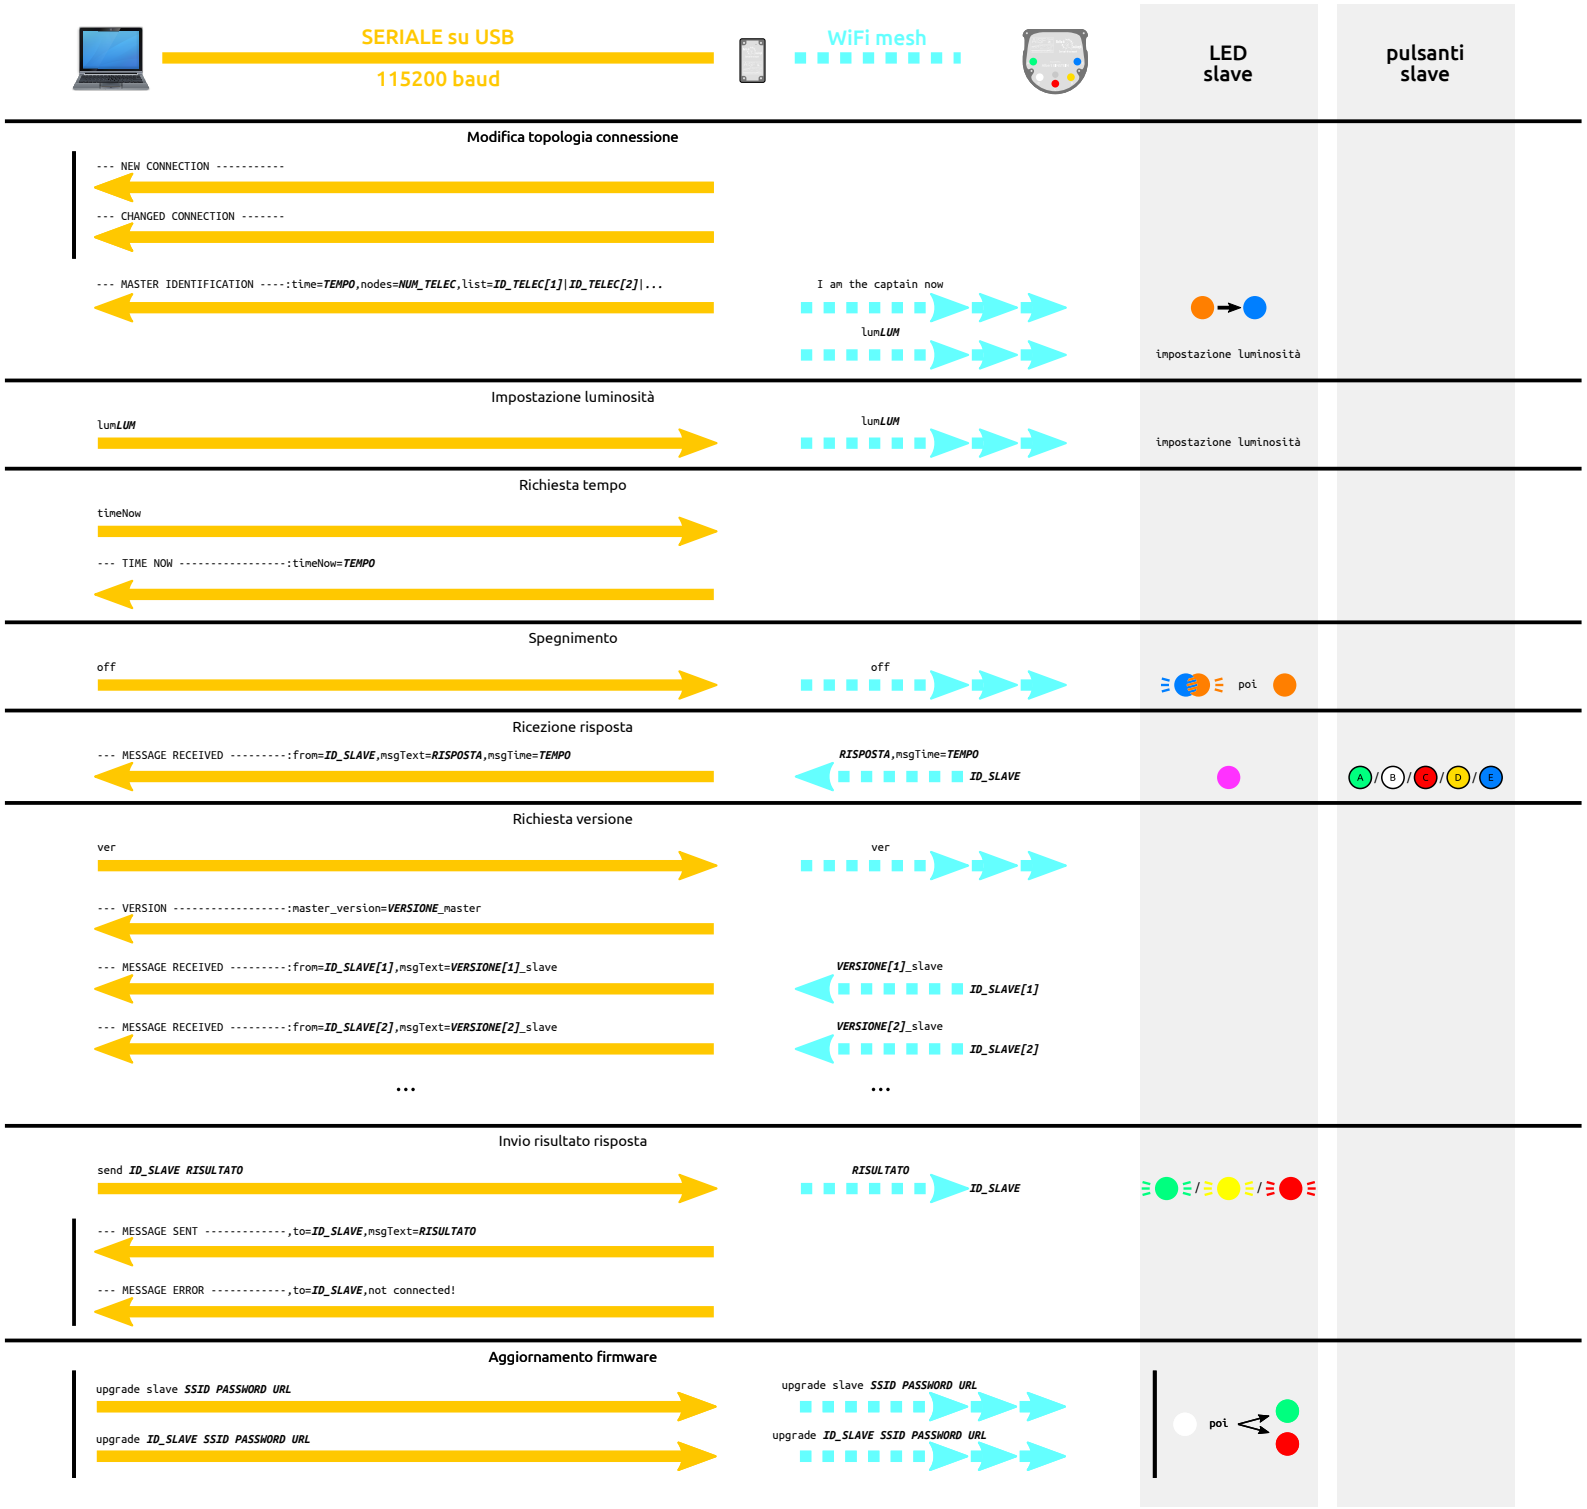 SERIALE su USB
115200 baud
WiFi mesh
LED
slave
pulsanti
slave
Modifica topologia connessione
--- NEW CONNECTION -----------
--- CHANGED CONNECTION -------
--- MASTER IDENTIFICATION ----:time=TEMPO,nodes=NUM_TELEC,list=ID_TELEC[1]|ID_TELEC[2]|...
I am the captain now
lumLUM
impostazione luminosità
Impostazione luminosità
lumLUM
lumLUM
impostazione luminosità
Richiesta tempo
timeNow
--- TIME NOW -----------------:timeNow=TEMPO
Spegnimento
off
off
poi
Ricezione risposta
--- MESSAGE RECEIVED ---------:from=ID_SLAVE,msgText=RISPOSTA,msgTime=TEMPO
RISPOSTA,msgTime=TEMPO
ID_SLAVE
A/B/C/D/E
Richiesta versione
ver
ver
--- VERSION ------------------:master_version=VERSIONE_master
--- MESSAGE RECEIVED ---------:from=ID_SLAVE[1],msgText=VERSIONE[1]_slave
VERSIONE[1]_slave
ID_SLAVE[1]
--- MESSAGE RECEIVED ---------:from=ID_SLAVE[2],msgText=VERSIONE[2]_slave
VERSIONE[2]_slave
ID_SLAVE[2]
...
...
Invio risultato risposta
send ID_SLAVE RISULTATO
RISULTATO
ID_SLAVE
/ /
--- MESSAGE SENT -------------,to=ID_SLAVE,msgText=RISULTATO
--- MESSAGE ERROR ------------,to=ID_SLAVE,not connected!
Aggiornamento firmware
upgrade slave SSID PASSWORD URL
upgrade slave SSID PASSWORD URL
upgrade ID_SLAVE SSID PASSWORD URL
upgrade ID_SLAVE SSID PASSWORD URL
poi